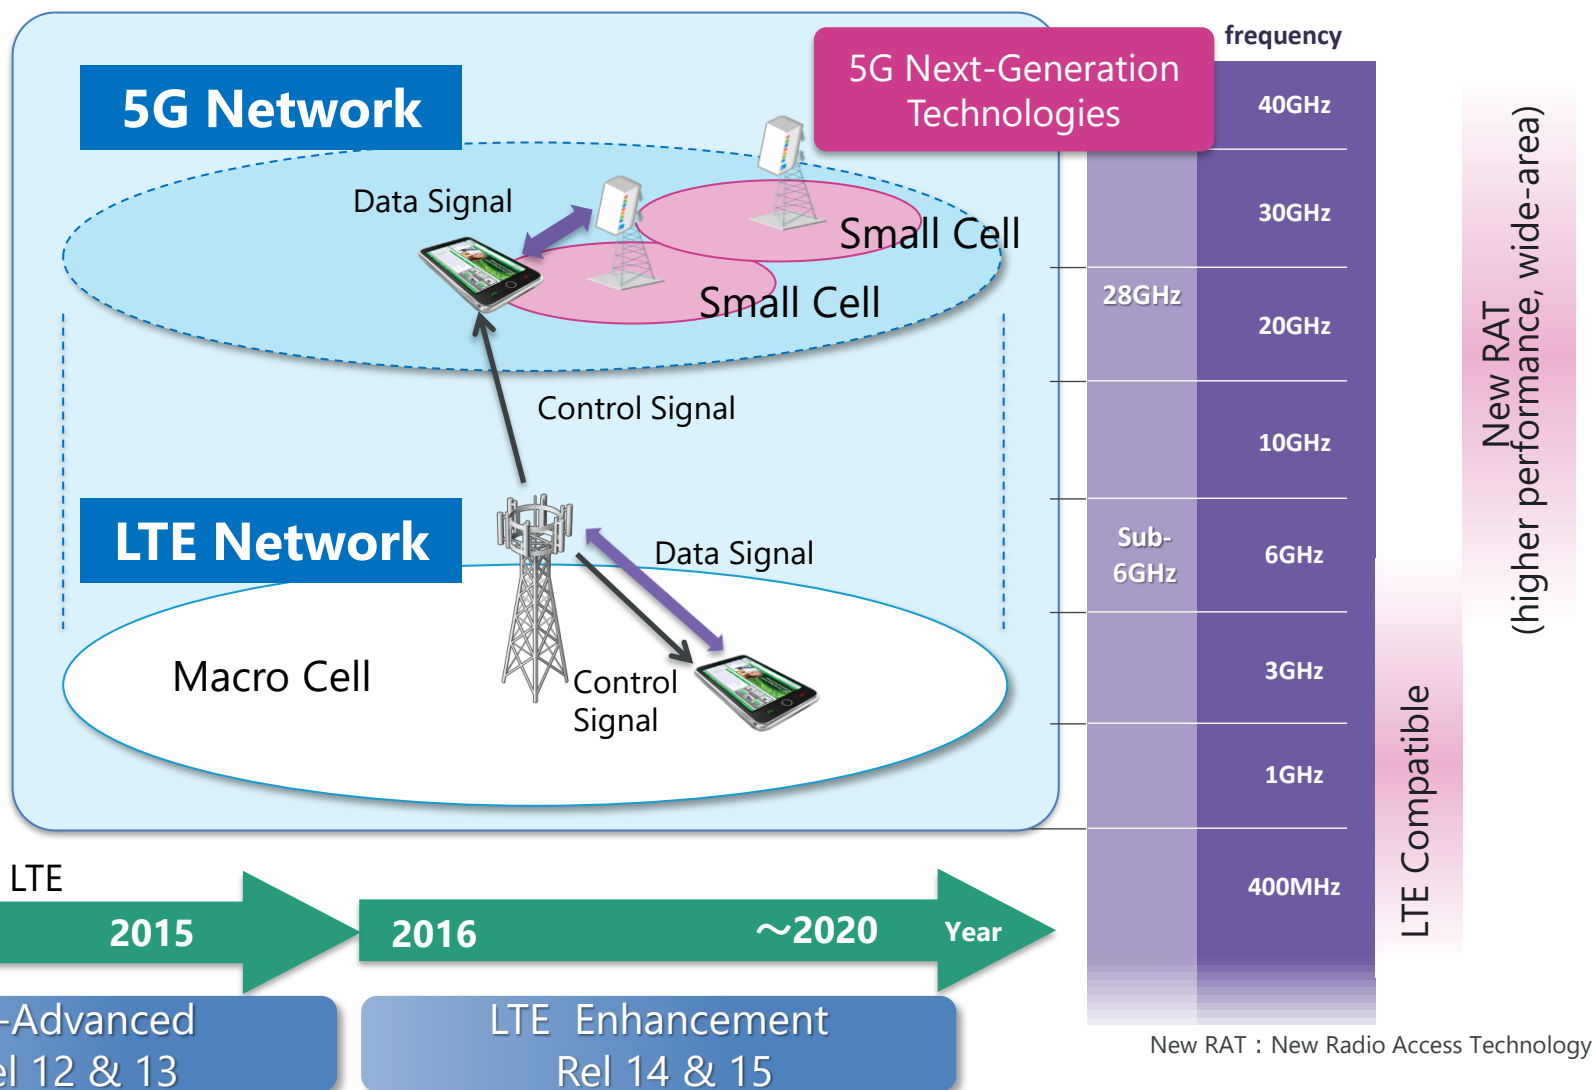 frequency
5G Next-Generation
Technologies
5G Network
40GHz
Data Signal
30GHz
Small Cell
28GHz
Small Cell
20GHz
Control Signal
10GHz
LTE Network
Sub-
6GHz
6GHz
Data Signal
Macro Cell
Control
Signal
3GHz
1GHz
400MHz
New RAT
(higher performance, wide-area)
LTE Compatible
LTE
2015
2016
～2020
Year
-Advanced
el 12 & 13
LTE Enhancement
Rel 14 & 15
New RAT : New Radio Access Technology